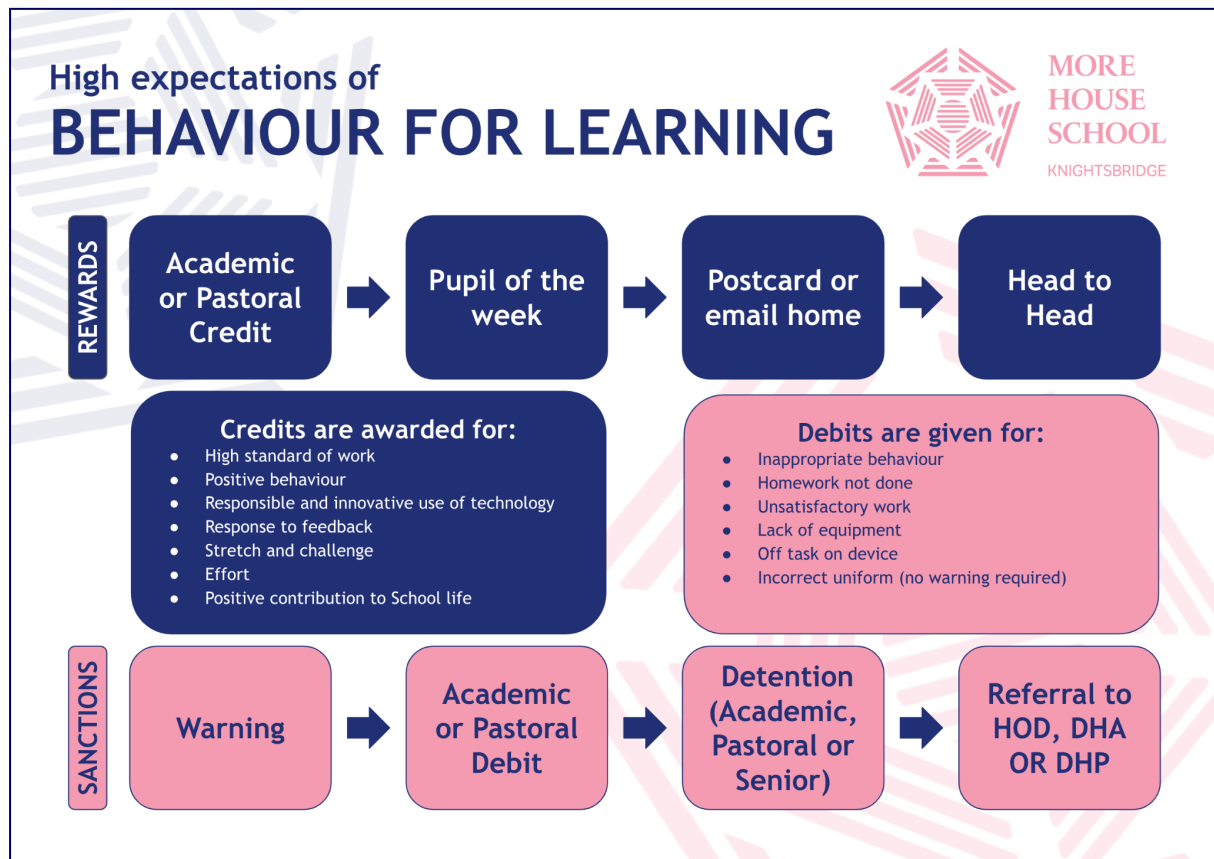 High expectations of
BEHAVIOUR FOR LEARNING
MORE
HOUSE
SCHOOL
KNIGHTSBRIDGE
REWARDS
Academic
or Pastoral
Credit
Pupil of the
week
Postcard or
email home
Head to
Head
Credits are awarded for:
● High standard of work
● Positive behaviour
● Responsible and innovative use of technology
● Response to feedback
● Stretch and challenge
● Effort
● Positive contribution to School life
Debits are given for:
● Inappropriate behaviour
● Homework not done
● Unsatisfactory work
● Lack of equipment
● Off task on device
● Incorrect uniform (no warning required)
SANCTIONS
Warning
Academic
or Pastoral
Debit
Detention
(Academic,
Pastoral or
Senior)
Referral to
HOD, DHA
OR DHP